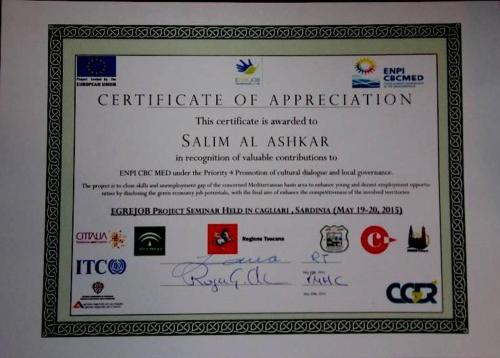 Project funded by the
EUROPEAN UNION
EGREJOB
ENPI
CBCMED
CERTIFICATE OF APPRECIATION
This certificate is awarded to
SALIM AL ASHKAR
in recognition of valuable contributions to
ENPI CBC MED under the Priority 4 Promotion of cultural dialogue and local governance.
The project is to close skills and unemployment gap of the concerned Mediterranean basin area to enhance young and decent employment opportu-
nities by disclosing the green economy job potentials, with the final aim of enhance the competitiveness of the involved territories.
EGREJOB PROJECT SEMINAR HELD IN CAGLIARI, SARDINIA (MAY 19-20, 2015)
CITTALIA
Regione Toscana
ITC